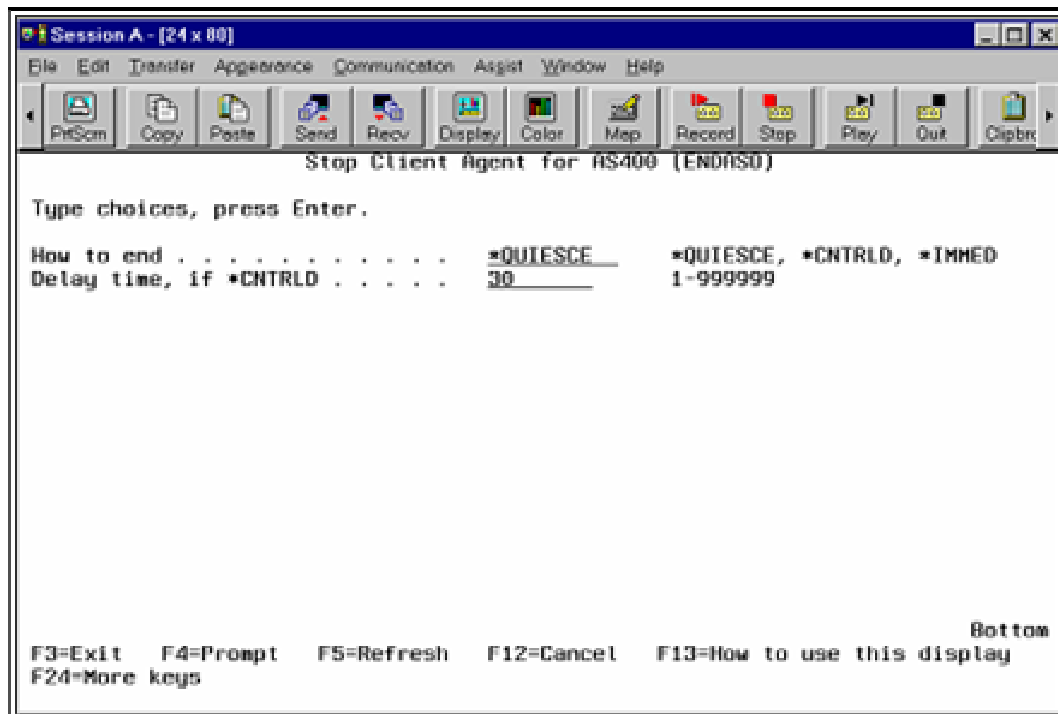 Session A - [24 x 80]
File Edit Transfer Appearance Communication Assist Window Help
PrtScrn Copy Paste Send Recv Display Color Map Record Stop Play Quit Clipbrd
Stop Client Agent for AS400 (ENDASO)
Type choices, press Enter.
How to end . . . . . . . . . . . *QUIESCE *QUIESCE, *CNTRLD, *IMMED
Delay time, if *CNTRLD . . . . . 30 1-999999
Bottom
F3=Exit F4=Prompt F5=Refresh F12=Cancel F13=How to use this display
F24=More keys